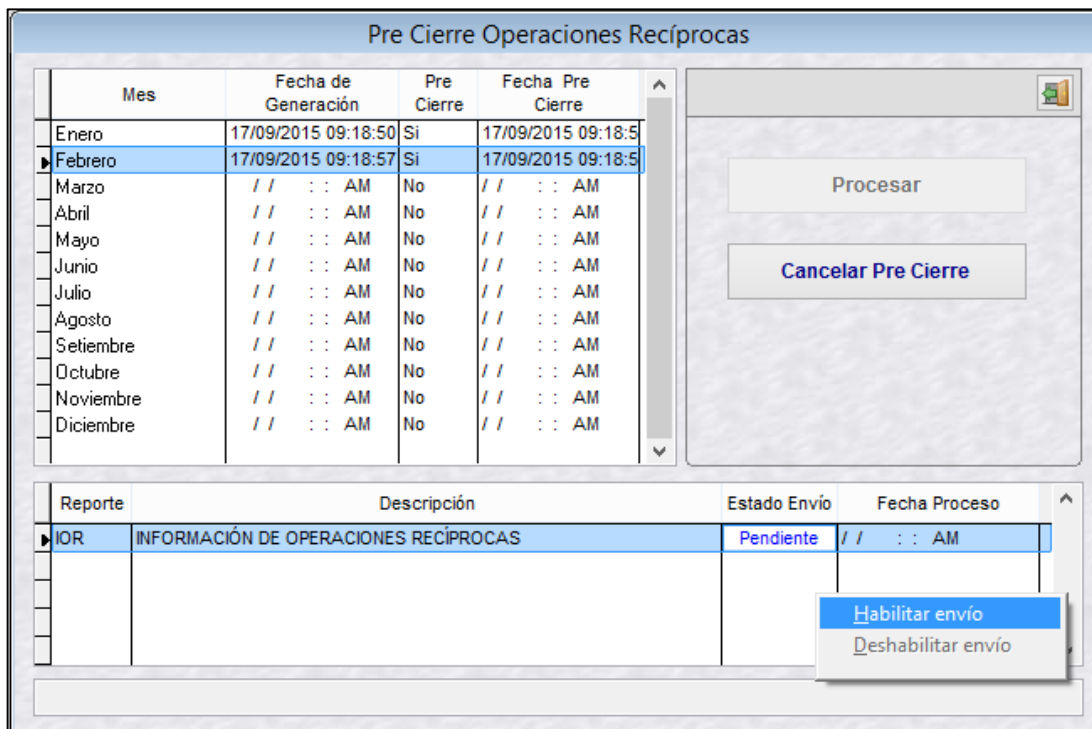 Pre Cierre Operaciones Recíprocas
Mes Fecha de Generación Pre Cierre Fecha Pre Cierre
Enero 17/09/2015 09:18:50 Si 17/09/2015 09:18:5
Febrero 17/09/2015 09:18:57 Si 17/09/2015 09:18:5
Marzo / / : : AM No / / : : AM
Abril / / : : AM No / / : : AM
Mayo / / : : AM No / / : : AM
Junio / / : : AM No / / : : AM
Julio / / : : AM No / / : : AM
Agosto / / : : AM No / / : : AM
Setiembre / / : : AM No / / : : AM
Octubre / / : : AM No / / : : AM
Noviembre / / : : AM No / / : : AM
Diciembre / / : : AM No / / : : AM
Procesar
Cancelar Pre Cierre
Reporte Descripción Estado Envío Fecha Proceso
IOR INFORMACIÓN DE OPERACIONES RECÍPROCAS Pendiente / / : : AM
Habilitar envío
Deshabilitar envío